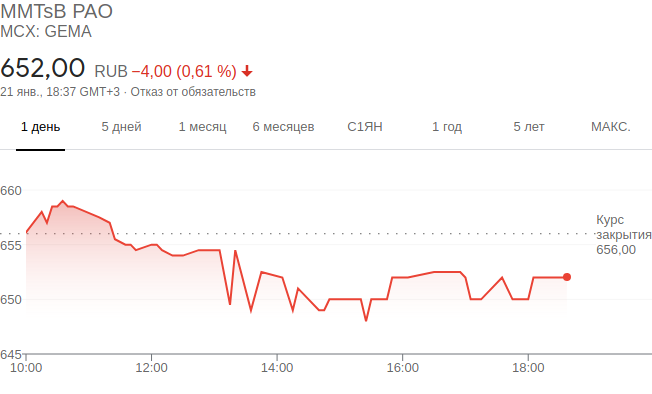 MMTsB PAO
MCX: GEMA
652,00 RUB −4,00 (0,61 %)
21 янв., 18:37 GMT+3 · Отказ от обязательств
1 день 5 дней 1 месяц 6 месяцев С1ЯН 1 год 5 лет МАКС.
660
Курс
закрытия
656,00
655
650
645
10:00 12:00 14:00 16:00 18:00